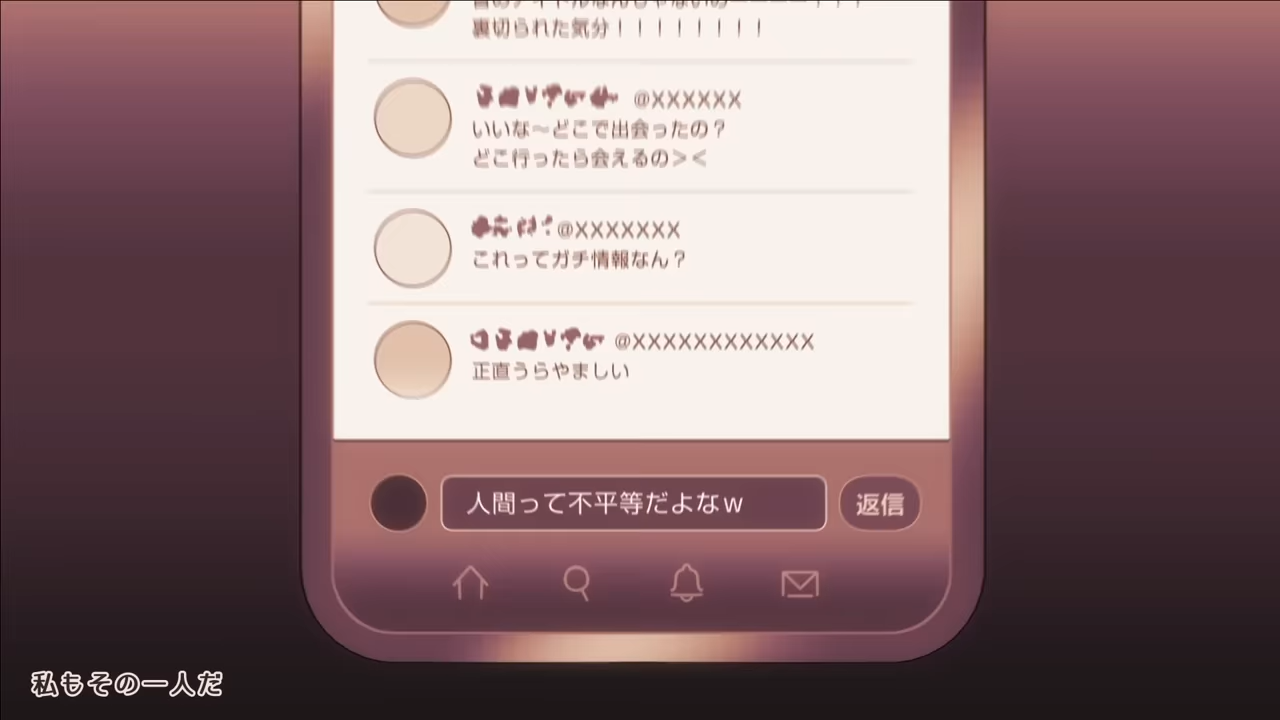 裏切られた気分！！！！！！！！！
@XXXXXX
いいな～どこで出会ったの？
どこ行ったら会えるの＞＜
@XXXXXXX
これってガチ情報なん？
@XXXXXXXXXXXX
正直うらやましい
人間って不平等だよなｗ
返信
私もその一人だ